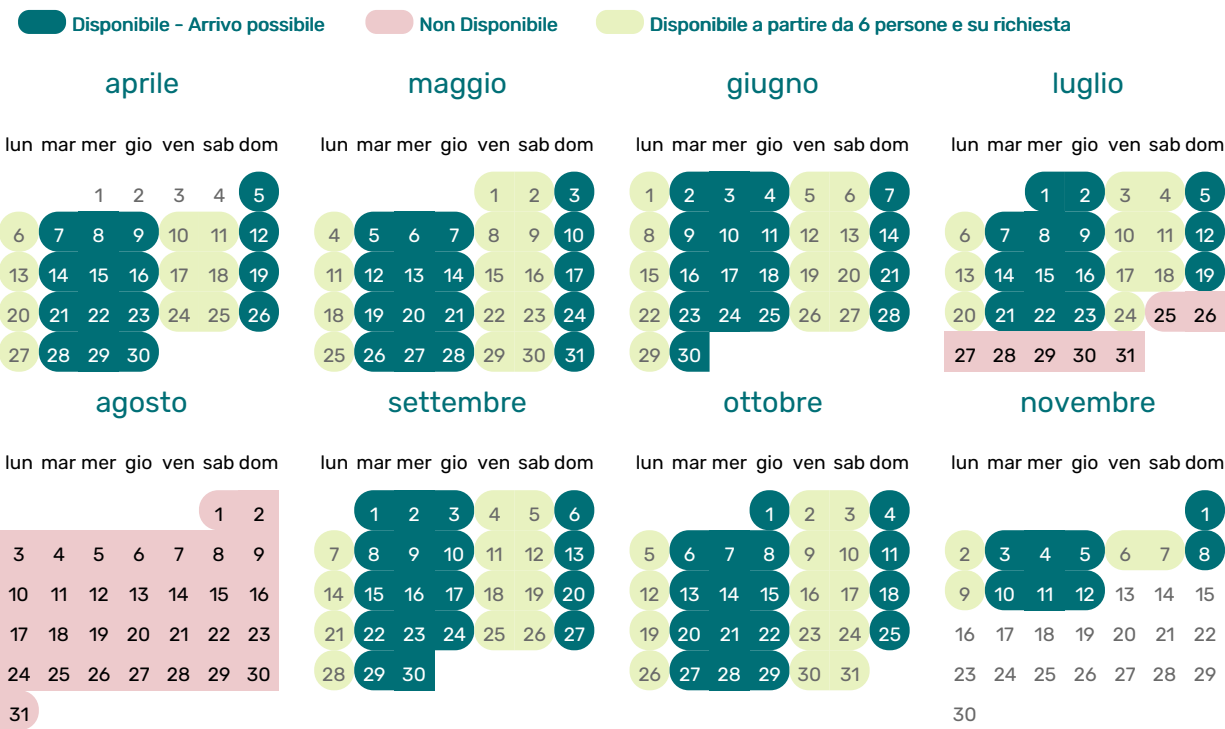 Disponibile - Arrivo possibile Non Disponibile Disponibile a partire da 6 persone e su richiesta
aprile maggio giugno luglio
lun mar mer gio ven sab dom lun mar mer gio ven sab dom lun mar mer gio ven sab dom lun mar mer gio ven sab dom
1 2 3 4 5 1 2 3 1 2 3 4 5 6 7 1 2 3 4 5
6 7 8 9 10 11 12 4 5 6 7 8 9 10 8 9 10 11 12 13 14 6 7 8 9 10 11 12
13 14 15 16 17 18 19 11 12 13 14 15 16 17 15 16 17 18 19 20 21 13 14 15 16 17 18 19
20 21 22 23 24 25 26 18 19 20 21 22 23 24 22 23 24 25 26 27 28 20 21 22 23 24 25 26
27 28 29 30 25 26 27 28 29 30 31 29 30 27 28 29 30 31
agosto settembre ottobre novembre
lun mar mer gio ven sab dom lun mar mer gio ven sab dom lun mar mer gio ven sab dom lun mar mer gio ven sab dom
1 2 1 2 3 4 5 6 1 2 3 4 1
3 4 5 6 7 8 9 7 8 9 10 11 12 13 5 6 7 8 9 10 11 2 3 4 5 6 7 8
10 11 12 13 14 15 16 14 15 16 17 18 19 20 12 13 14 15 16 17 18 9 10 11 12 13 14 15
17 18 19 20 21 22 23 21 22 23 24 25 26 27 19 20 21 22 23 24 25 16 17 18 19 20 21 22
24 25 26 27 28 29 30 28 29 30 26 27 28 29 30 31 23 24 25 26 27 28 29
31 30